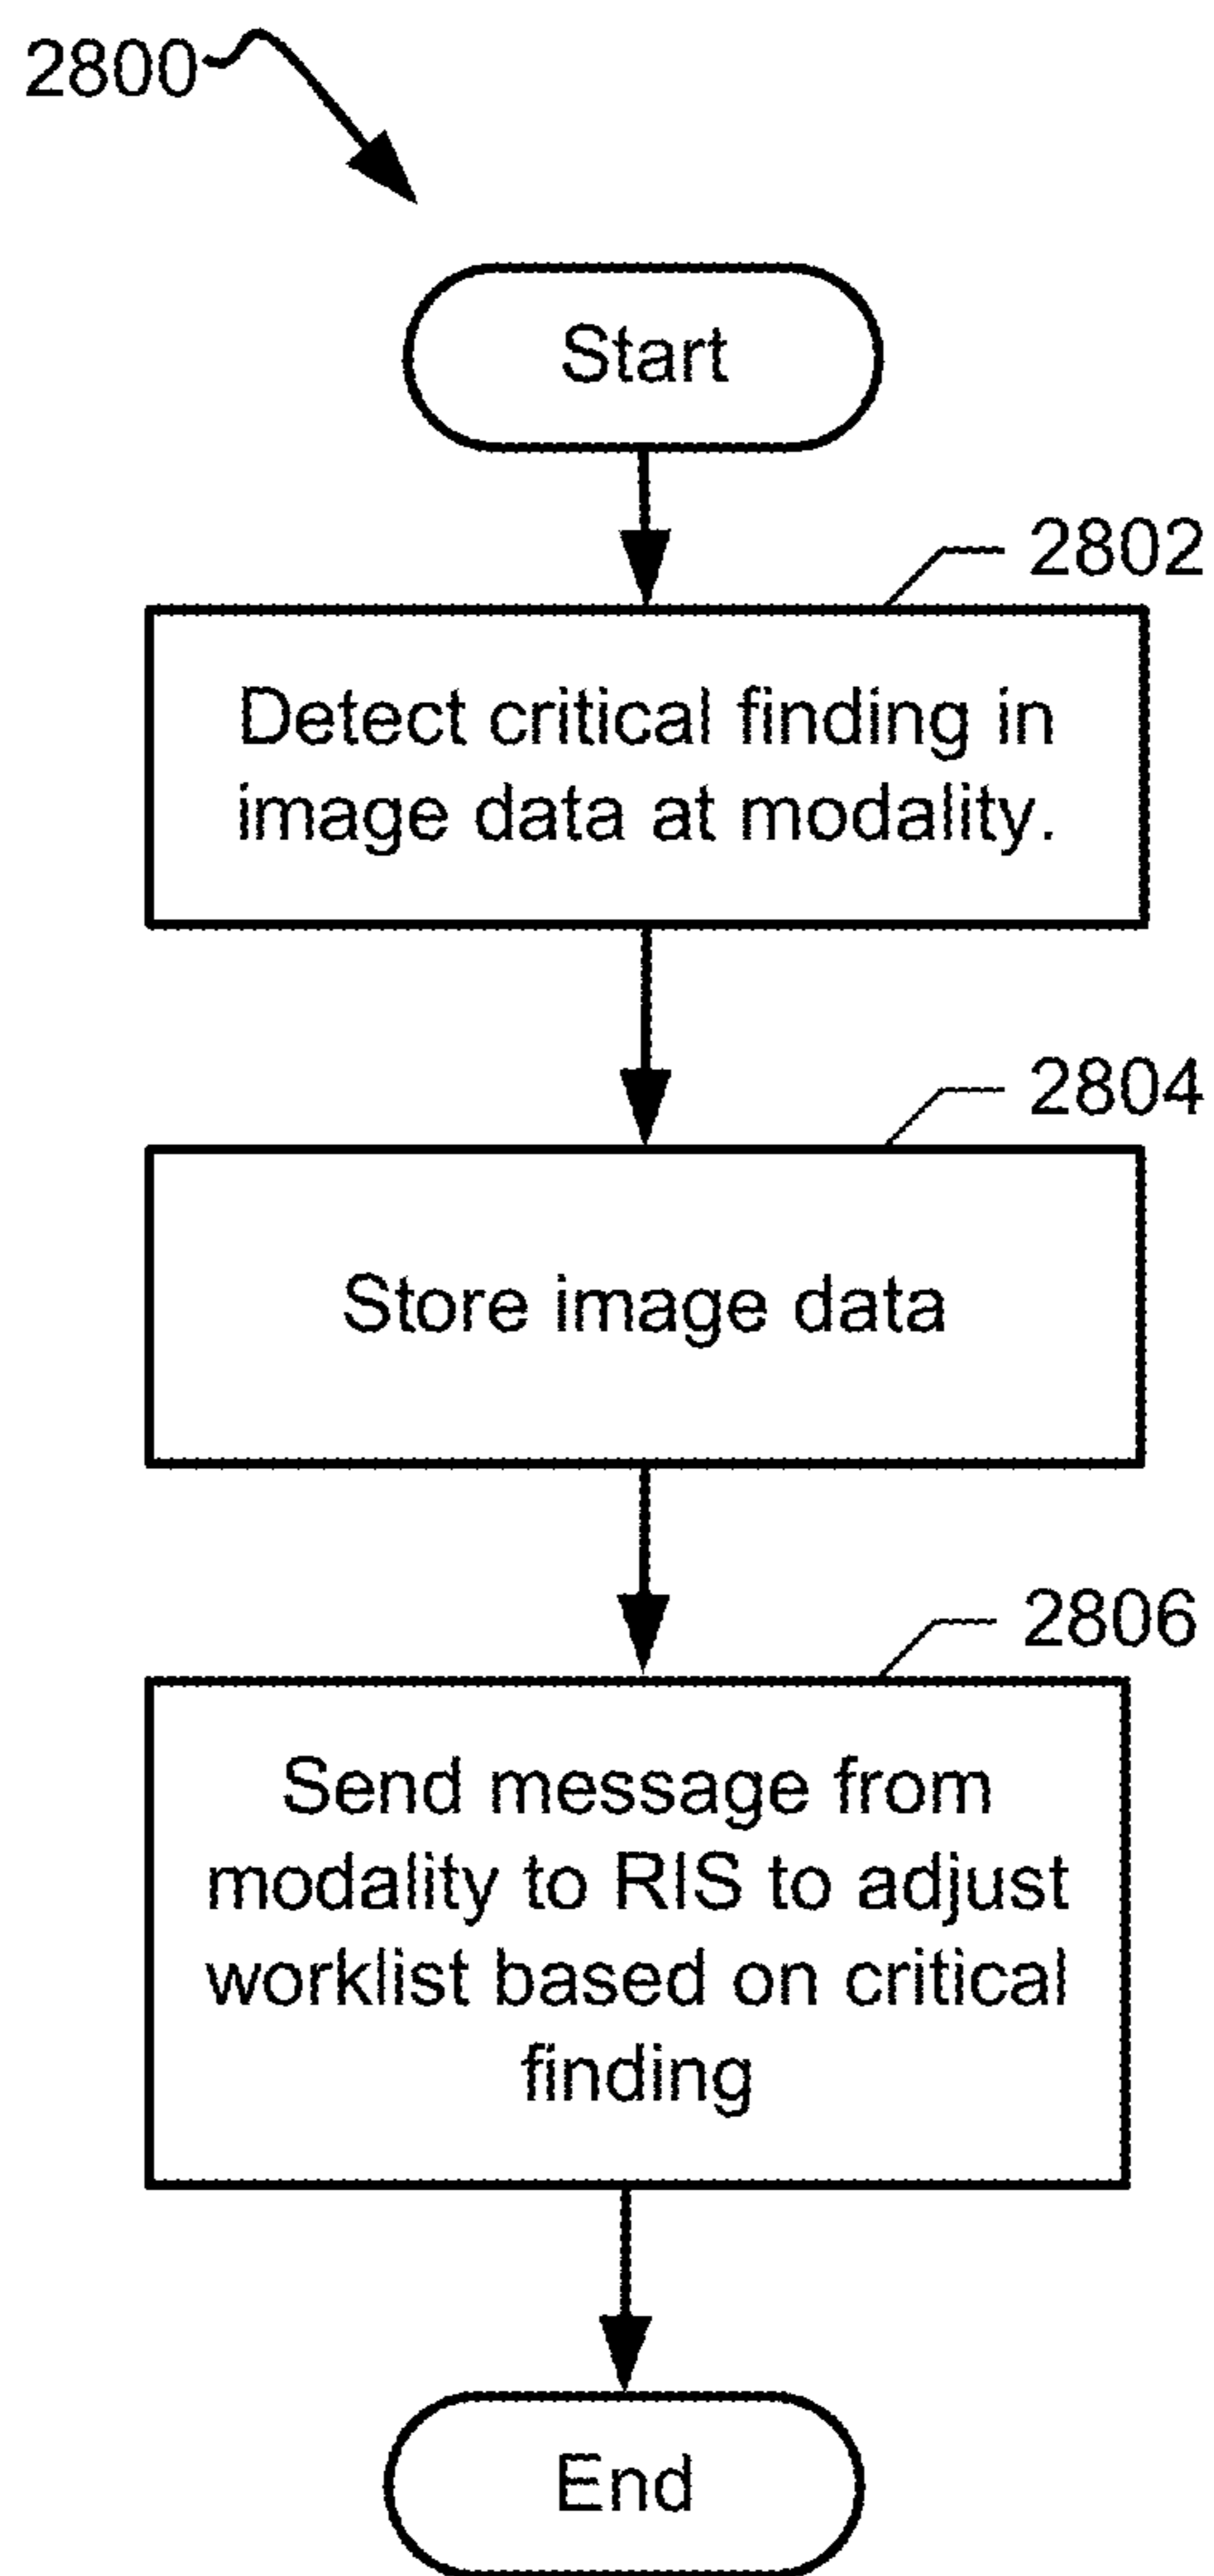 2800
Start
2802
Detect critical finding in
image data at modality.
2804
Store image data
2806
Send message from
modality to RIS to adjust
worklist based on critical
finding
End